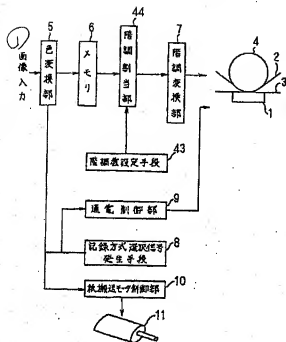 ①
画像入力
5
色変換部
6
メモリ
44
階調割当部
7
階調変換部
4
2
3
1
階調数設定手段
43
9
通電制御部
記録方式選択信号
発生手段
8
10
紙搬送モータ制御部
11